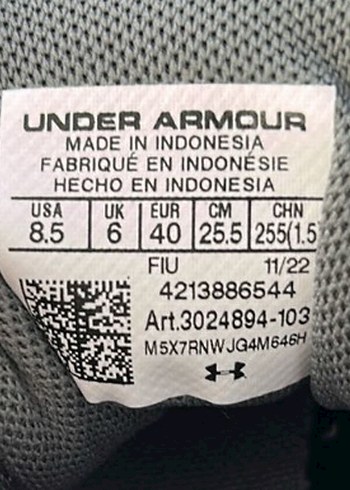 UNDER ARMOUR
MADE IN INDONESIA
FABRIQUÉ EN INDONÉSIE
HECHO EN INDONESIA
USA UK EUR CM CHN
8.5 6 40 25.5 255(1.5
FIU 11/22
4213886544
Art.3024894-103
M5X7RNWJG4M646H